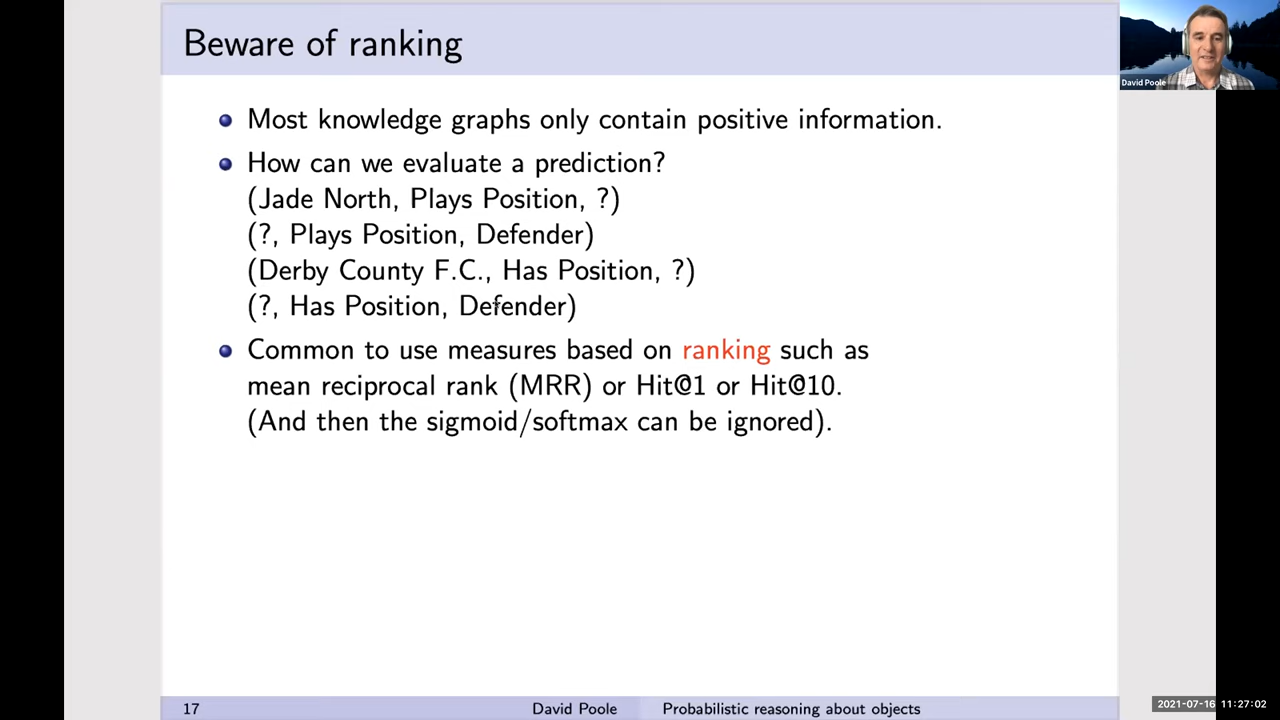 Beware of ranking
Most knowledge graphs only contain positive information.
How can we evaluate a prediction?
(Jade North, Plays Position, ?)
(?, Plays Position, Defender)
(Derby County F.C., Has Position, ?)
(?, Has Position, Defender)
Common to use measures based on ranking such as
mean reciprocal rank (MRR) or Hit@1 or Hit@10.
(And then the sigmoid/softmax can be ignored).
David Poole
17
David Poole
Probabilistic reasoning about objects
2021-07-16 11:27:02